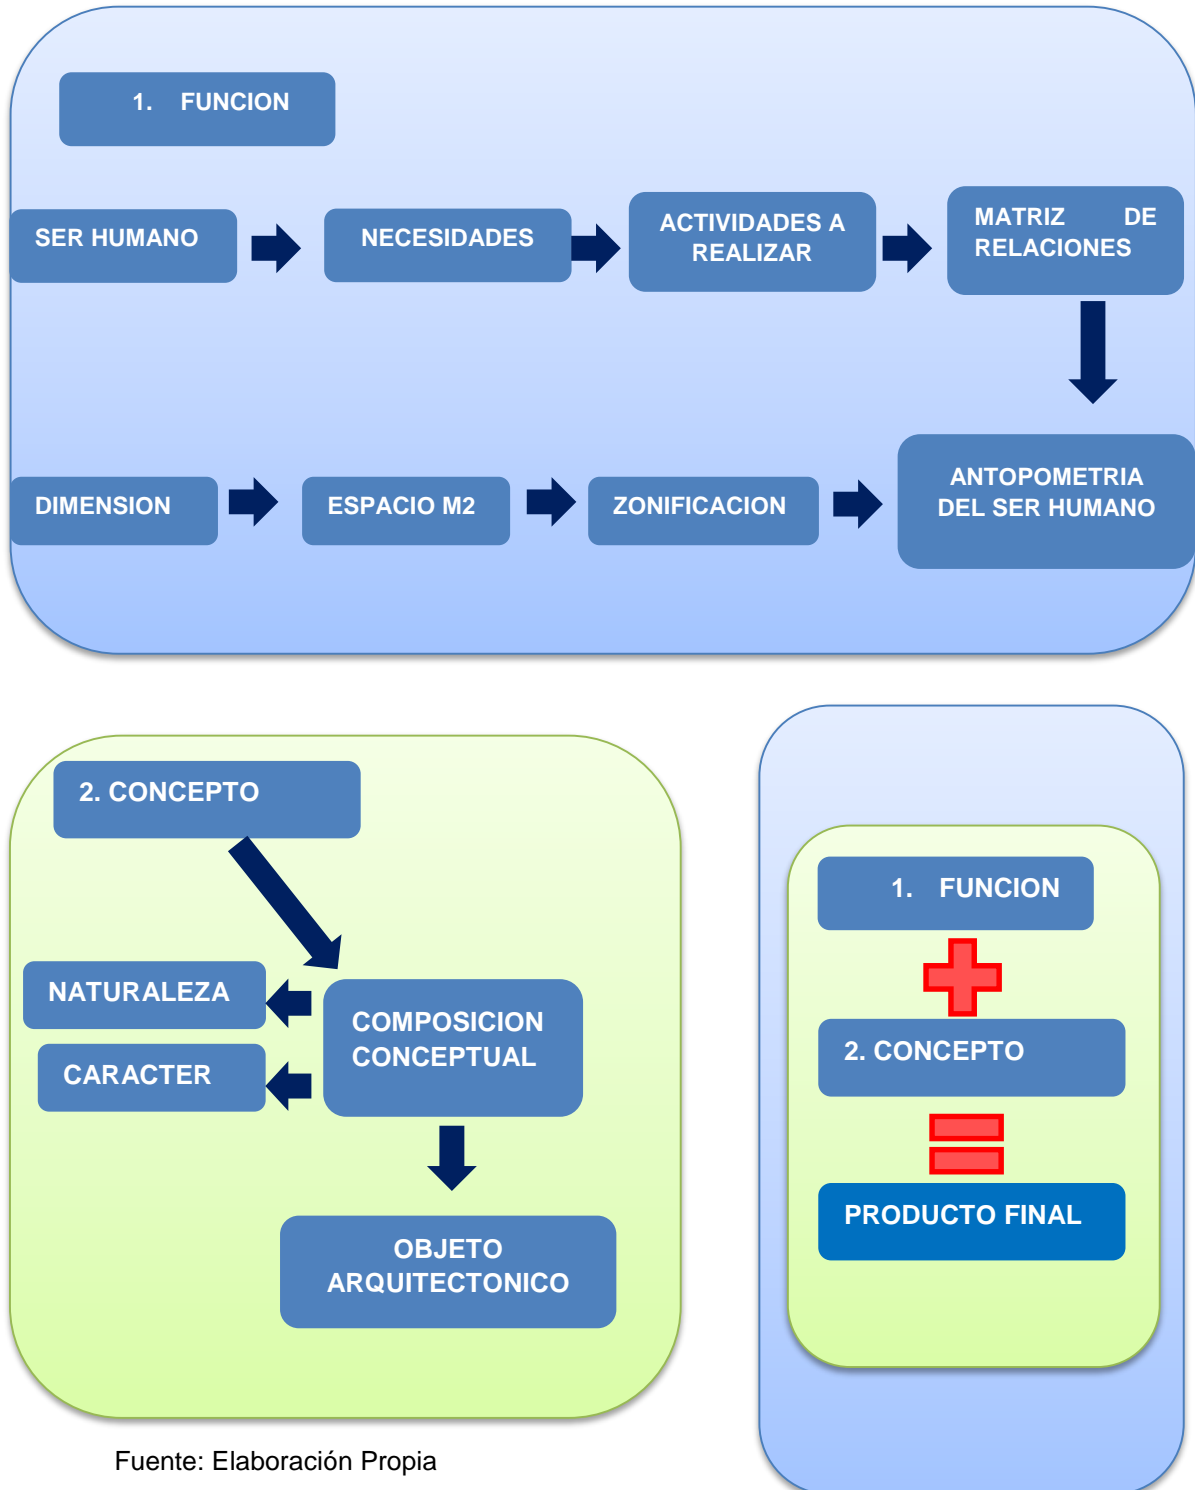 1. FUNCION
SER HUMANO
NECESIDADES
ACTIVIDADES A
REALIZAR
MATRIZ DE
RELACIONES
DIMENSION
ESPACIO M2
ZONIFICACION
ANTOPOMETRIA
DEL SER HUMANO
2. CONCEPTO
NATURALEZA
CARACTER
COMPOSICION
CONCEPTUAL
OBJETO
ARQUITECTONICO
1. FUNCION
2. CONCEPTO
PRODUCTO FINAL
Fuente: Elaboración Propia